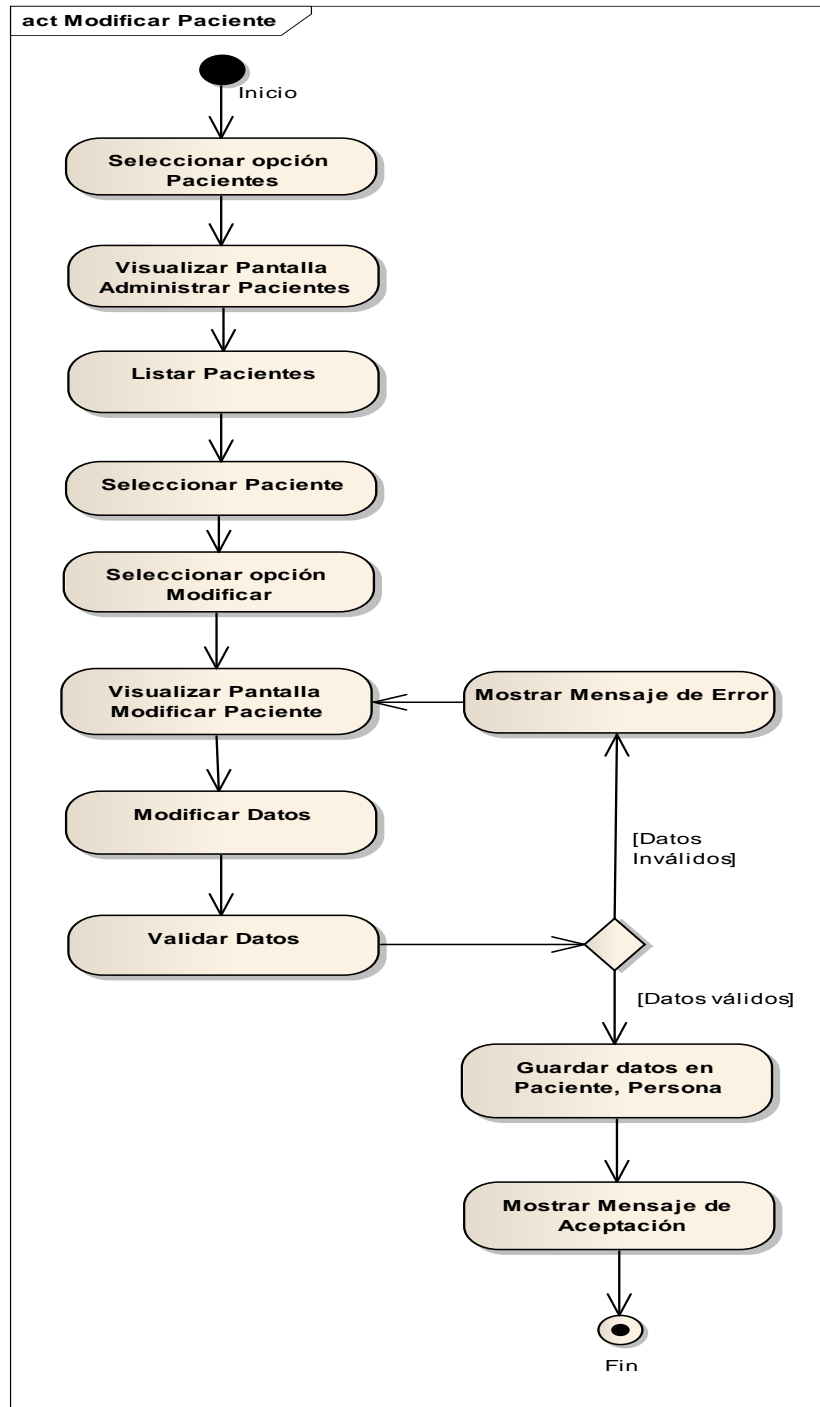 act Modificar Paciente
Inicio
Seleccionar opción
Pacientes
Visualizar Pantalla
Administrar Pacientes
Listar Pacientes
Seleccionar Paciente
Seleccionar opción
Modificar
Visualizar Pantalla
Modificar Paciente
Mostrar Mensaje de Error
Modificar Datos
[Datos
Inválidos]
Validar Datos
[Datos válidos]
Guardar datos en
Paciente, Persona
Mostrar Mensaje de
Aceptación
Fin